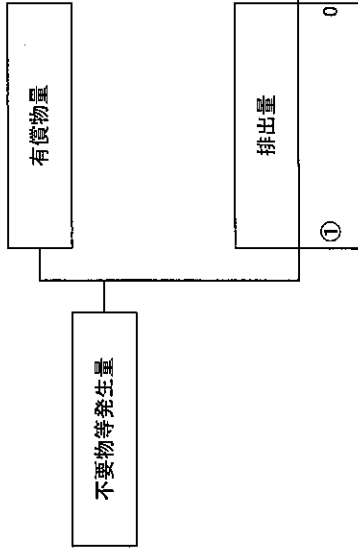 有償物量
不要物等発生量
排出量
①
0